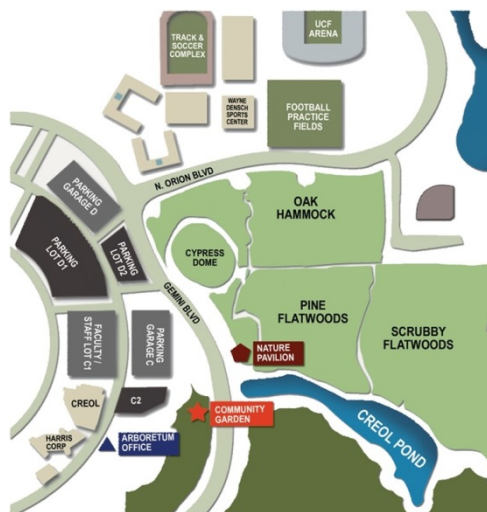 TRACK &
SOCCER
COMPLEX
UCF
ARENA
WAYNE
DENSCH
SPORTS
CENTER
FOOTBALL
PRACTICE
FIELDS
N. ORION BLVD
PARKING
GARAGE D
OAK
HAMMOCK
PARKING
LOT D1
PARKING
LOT D2
CYPRESS
DOME
GEMINI BLVD
PINE
FLATWOODS
SCRUBBY
FLATWOODS
FACULTY /
STAFF LOT C1
PARKING
GARAGE C
NATURE
PAVILION
CREOL
C2
COMMUNITY
GARDEN
CREOL POND
HARRIS
CORP
ARBORETUM
OFFICE